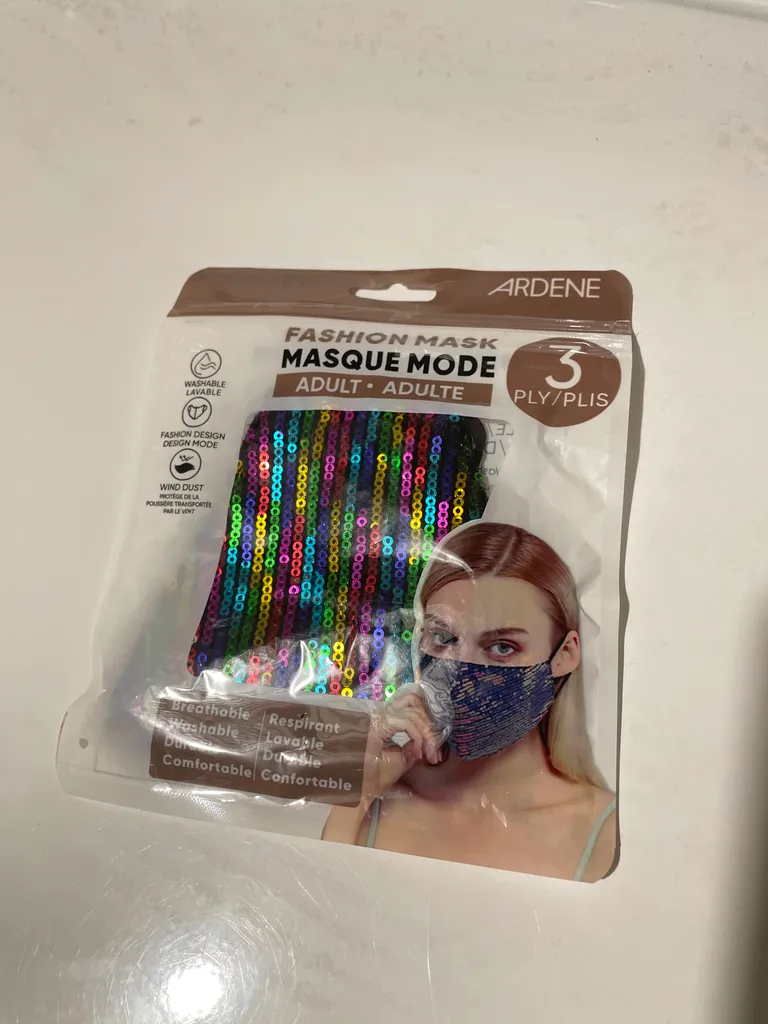 ARDENE
FASHION MASK
MASQUE MODE
ADULT • ADULTE
3
PLY/PLIS
WASHABLE
LAVABLE
FASHION DESIGN
DESIGN MODE
WIND DUST
PROTÈGE DE LA
POUSSIÈRE TRANSPORTÉE
PAR LE VENT
Breathable
Washable
Comfortable
Respirant
Lavable
Durable
Confortable